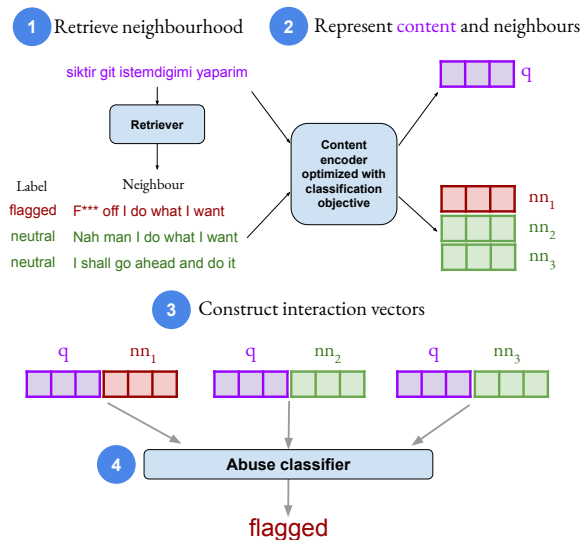 1 Retrieve neighbourhood
2 Represent content and neighbours
siktir git istemdigimi yaparim
q
Retriever
Content
encoder
optimized with
classification
objective
Label Neighbour
flagged F*** off I do what I want
neutral Nah man I do what I want
neutral I shall go ahead and do it
nn1
nn2
nn3
3 Construct interaction vectors
q nn1 q nn2 q nn3
4 Abuse classifier
flagged